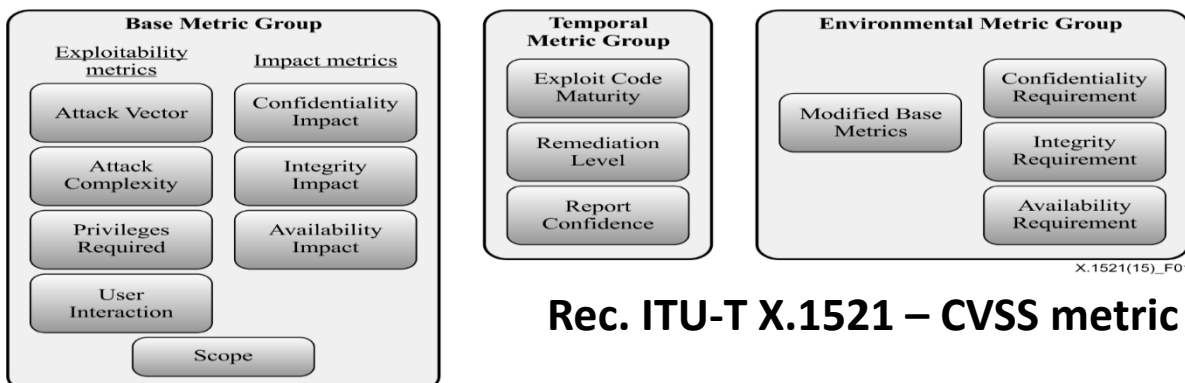 Base Metric Group
Exploitability
metrics
Attack Vector
Attack
Complexity
Privileges
Required
User
Interaction
Impact metrics
Confidentiality
Impact
Integrity
Impact
Availability
Impact
Scope
Temporal
Metric Group
Exploit Code
Maturity
Remediation
Level
Report
Confidence
Environmental Metric Group
Modified Base
Metrics
Confidentiality
Requirement
Integrity
Requirement
Availability
Requirement
X.1521(15)_F01
Rec. ITU-T X.1521 – CVSS metric